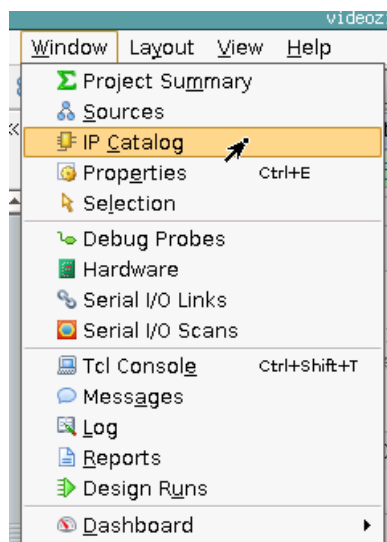 videoz
Window Layout View Help
Project Summary
Sources
IP Catalog
Properties Ctrl+E
Selection
Debug Probes
Hardware
Serial I/O Links
Serial I/O Scans
Tcl Console Ctrl+Shift+T
Messages
Log
Reports
Design Runs
Dashboard